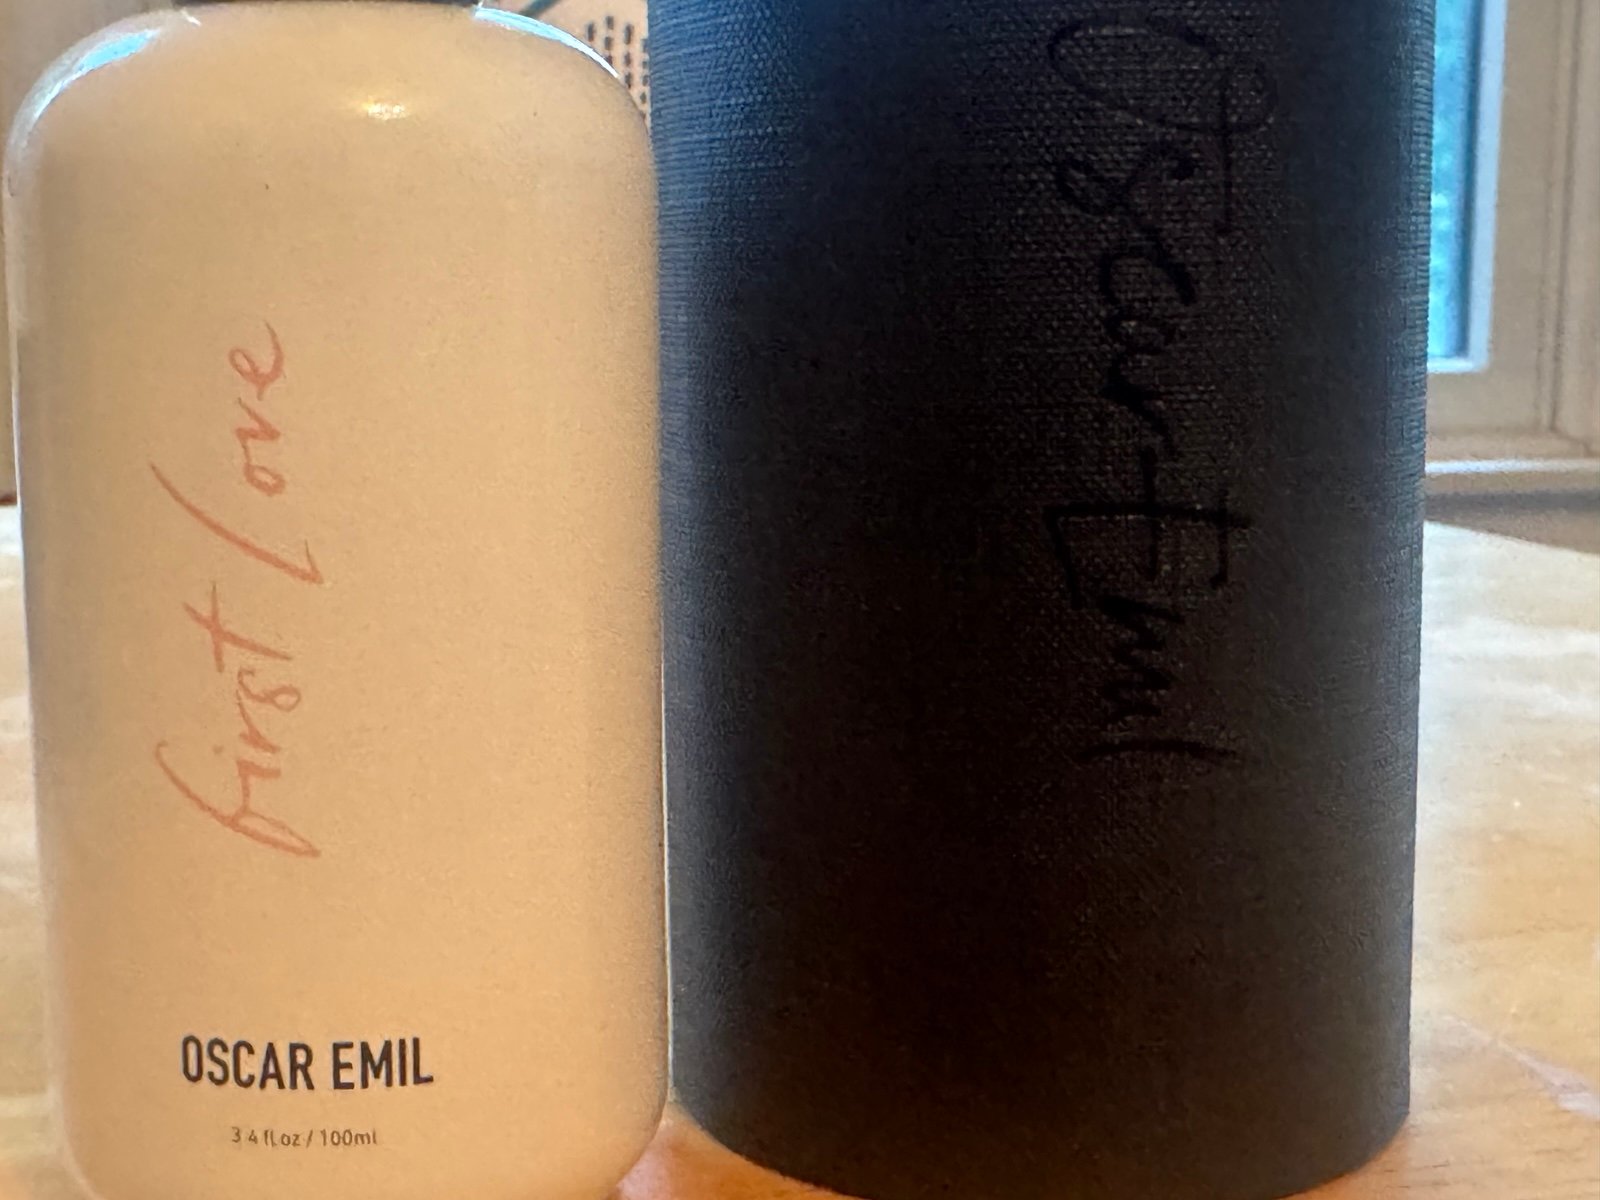 first Love
OSCAR EMIL
3.4 fl.oz / 100ml
Oscar Emil